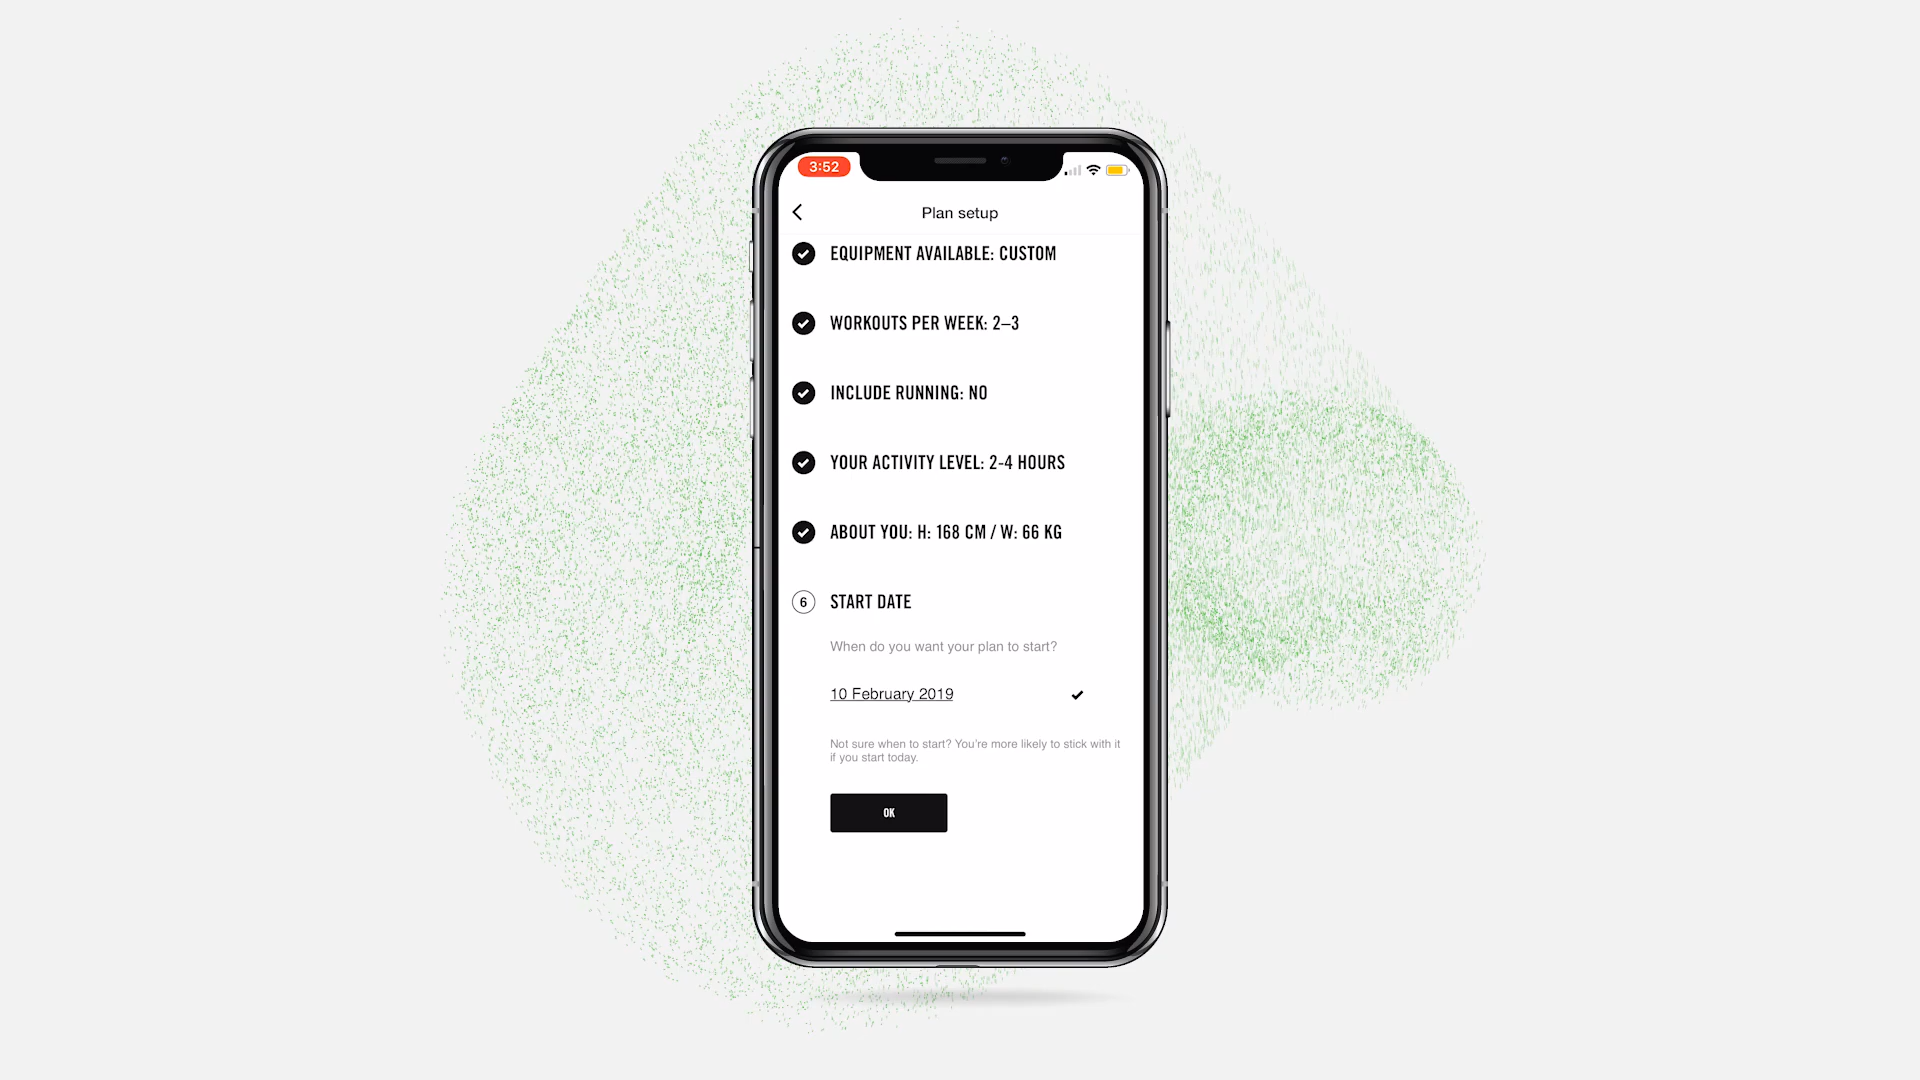 3:52
Plan setup
EQUIPMENT AVAILABLE: CUSTOM
WORKOUTS PER WEEK: 2–3
INCLUDE RUNNING: NO
YOUR ACTIVITY LEVEL: 2-4 HOURS
ABOUT YOU: H: 168 CM / W: 66 KG
6 START DATE
When do you want your plan to start?
10 February 2019
Not sure when to start? You're more likely to stick with it
if you start today.
OK